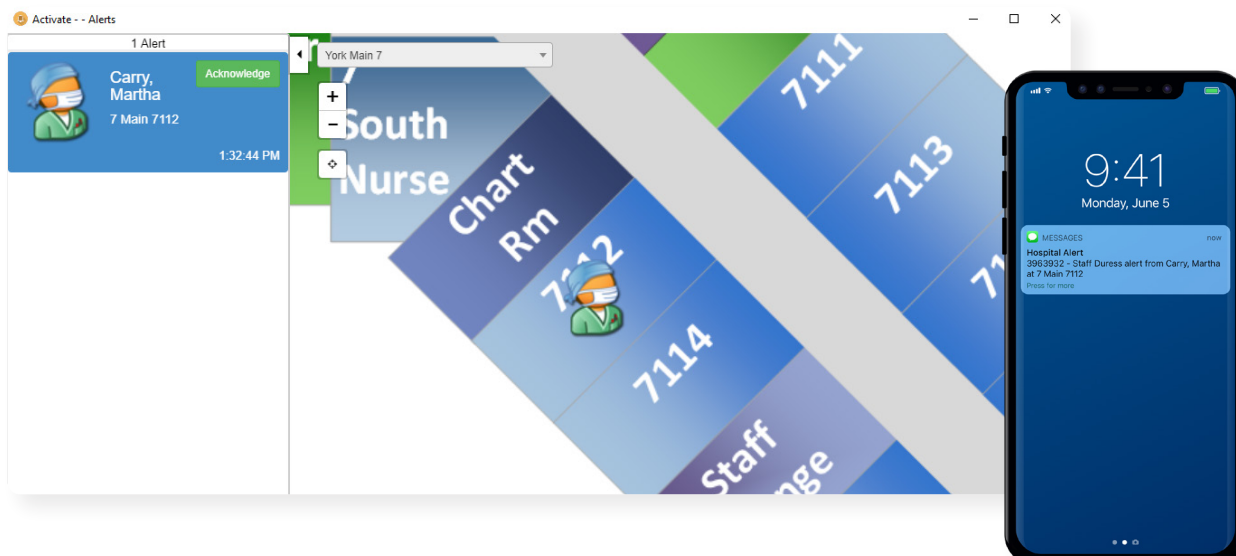 Activate - - Alerts
1 Alert
Carry,
Martha
Acknowledge
7 Main 7112
1:32:44 PM
York Main 7
+
−
7
South
Nurse
Chart
Rm
7112
7114
Staff
7111
7113
9:41
Monday, June 5
MESSAGES
now
Hospital Alert
3963932 - Staff Duress alert from Carry, Martha
at 7 Main 7112
Press for more